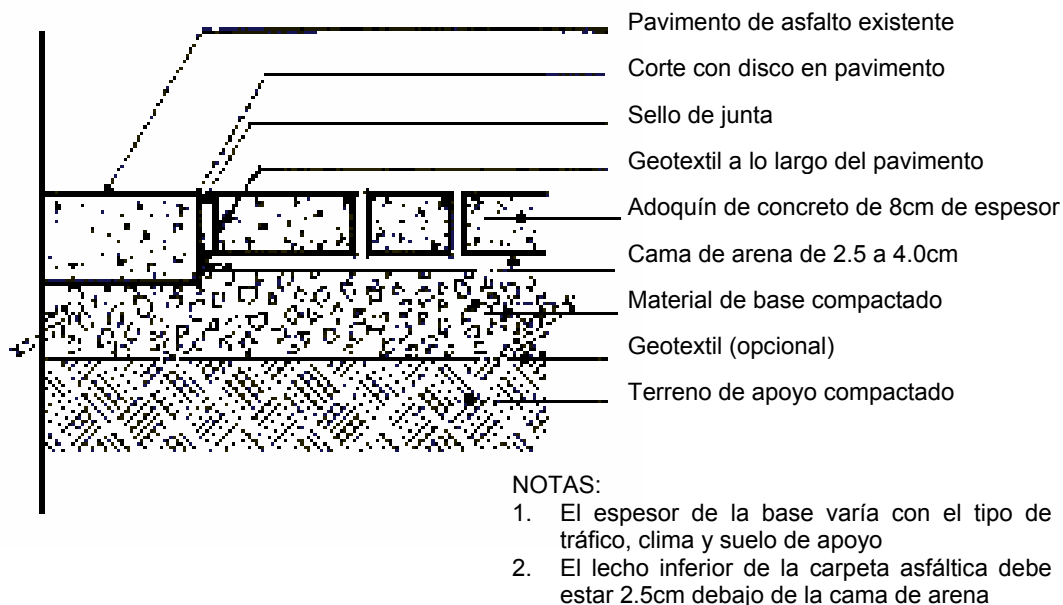 Pavimento de asfalto existente
Corte con disco en pavimento
Sello de junta
Geotextil a lo largo del pavimento
Adoquín de concreto de 8cm de espesor
Cama de arena de 2.5 a 4.0cm
Material de base compactado
Geotextil (opcional)
Terreno de apoyo compactado
NOTAS:
1. El espesor de la base varía con el tipo de
tráfico, clima y suelo de apoyo
2. El lecho inferior de la carpeta asfáltica debe
estar 2.5cm debajo de la cama de arena